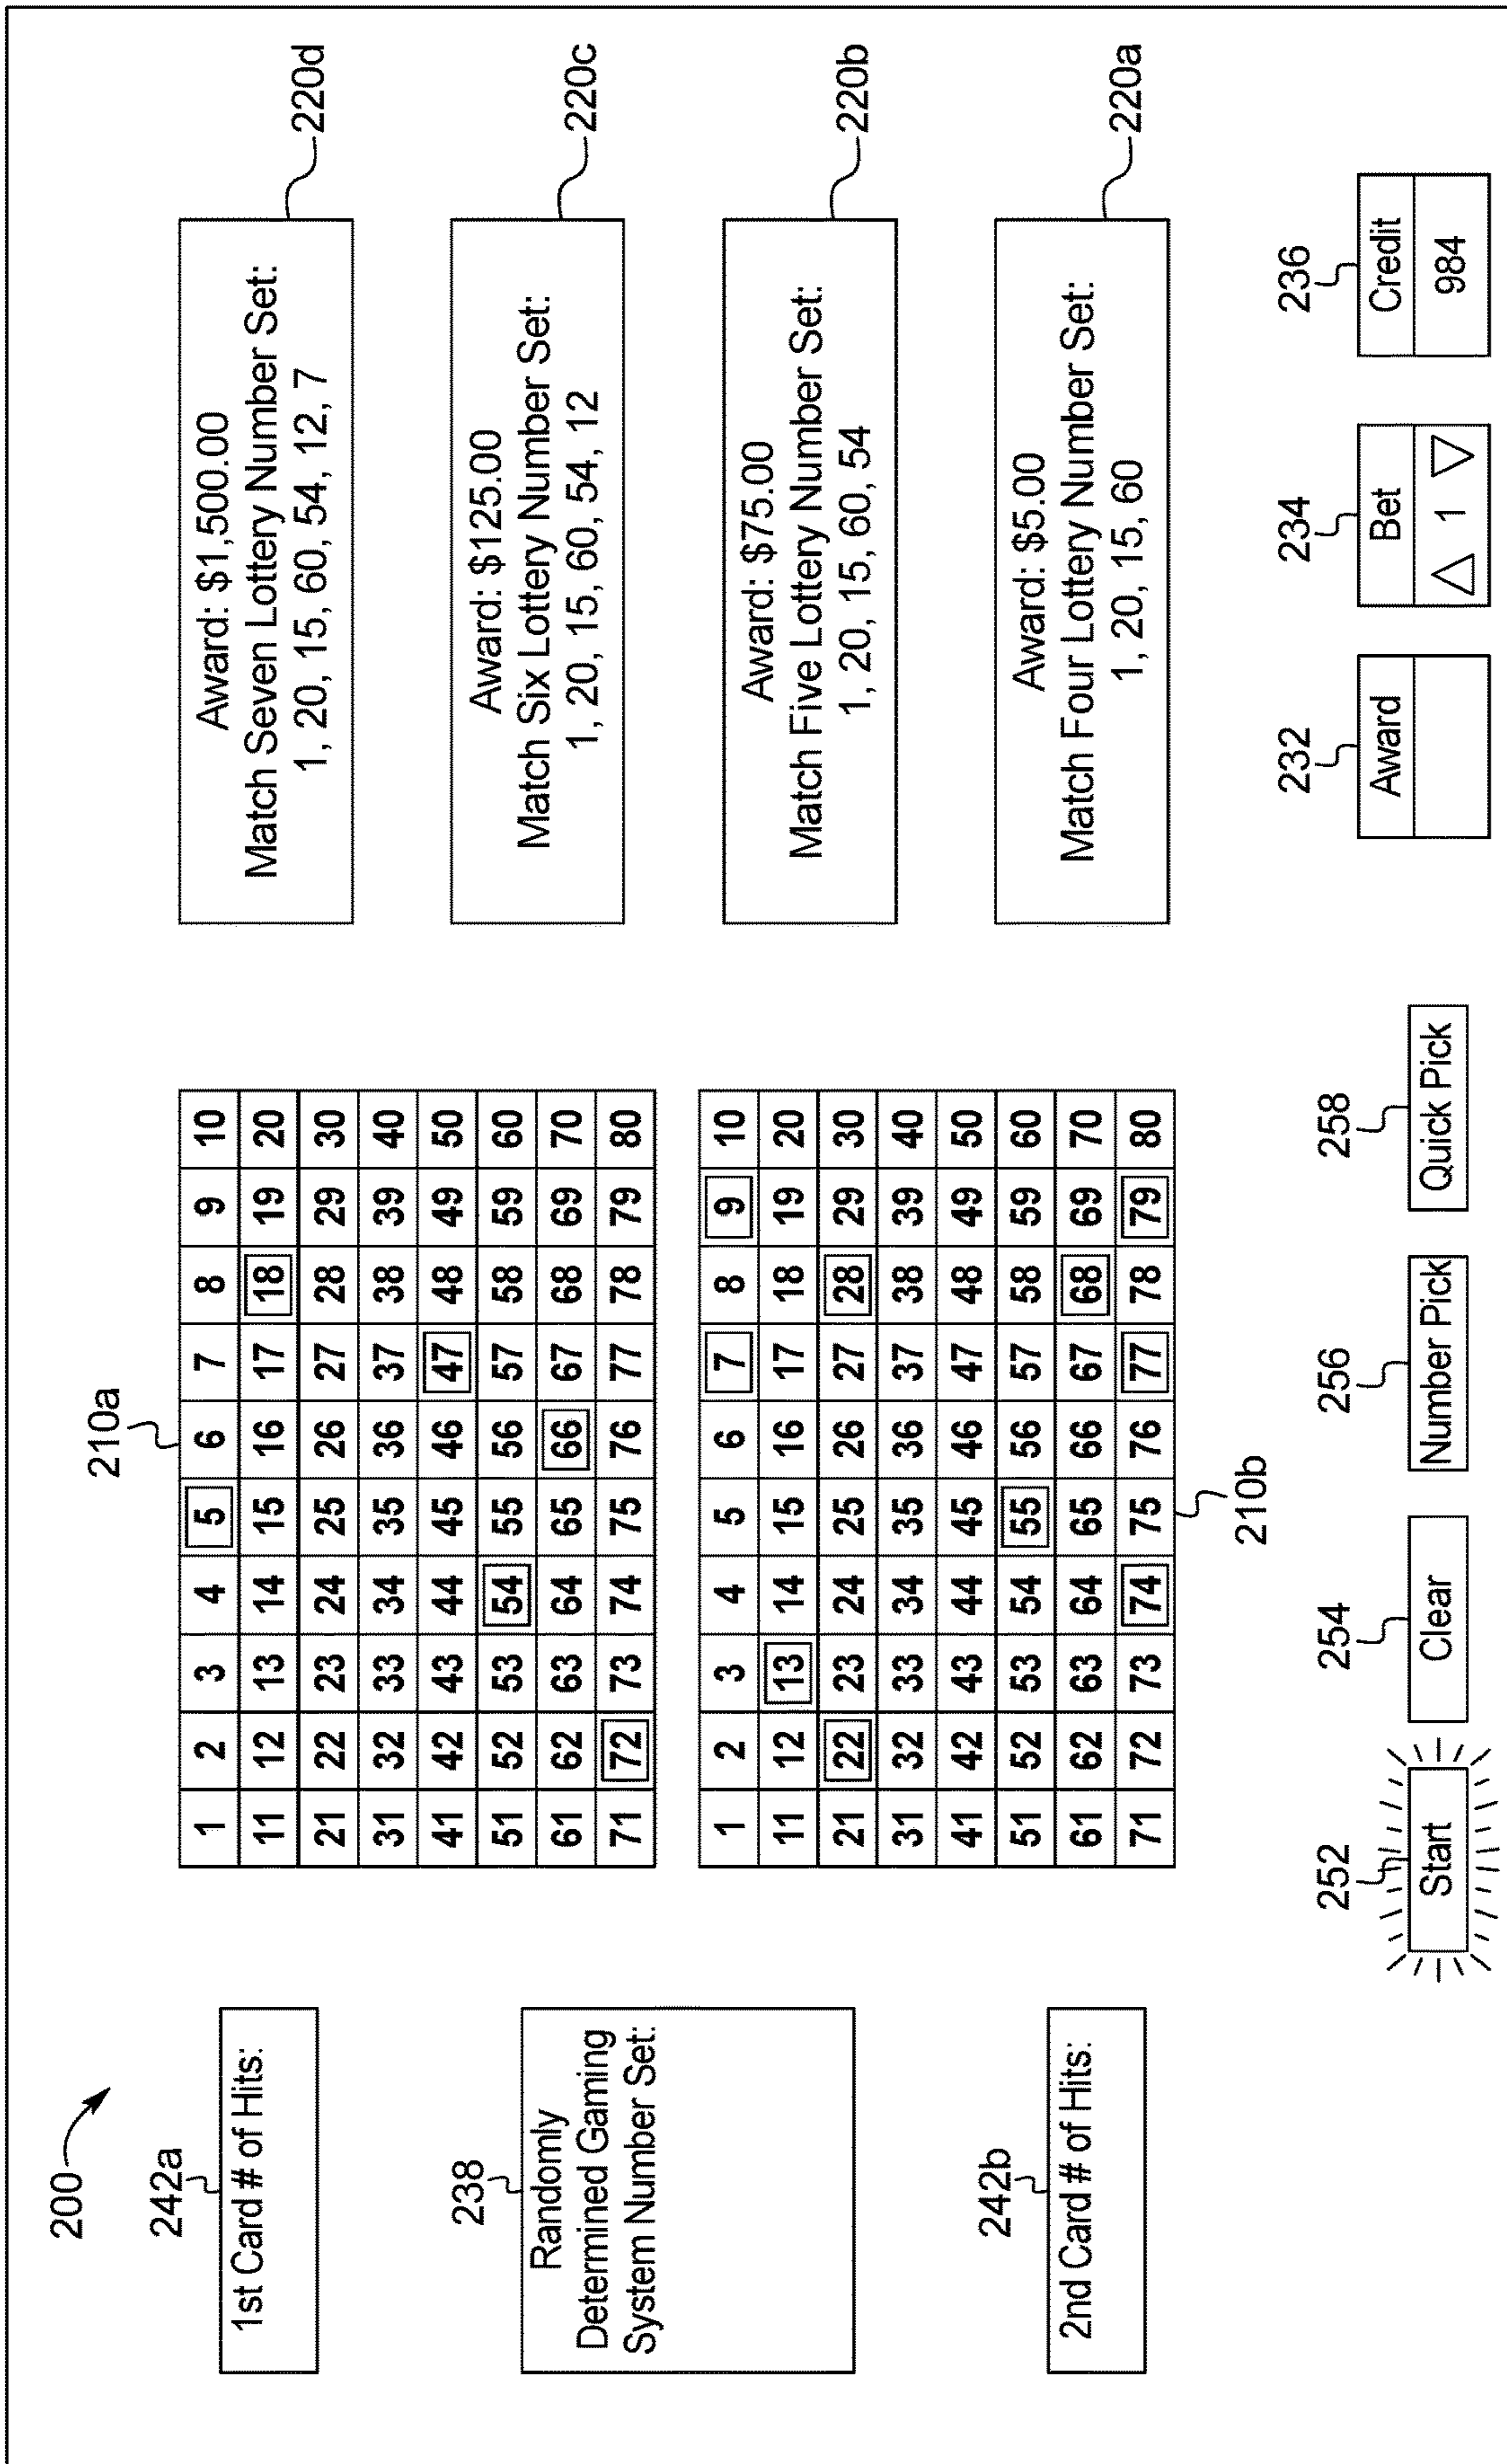 200
242a
1st Card # of Hits:
238
Randomly
Determined Gaming
System Number Set:
242b
2nd Card # of Hits:
210a
1 2 3 4 5 6 7 8 9 10
11 12 13 14 15 16 17 18 19 20
21 22 23 24 25 26 27 28 29 30
31 32 33 34 35 36 37 38 39 40
41 42 43 44 45 46 47 48 49 50
51 52 53 54 55 56 57 58 59 60
61 62 63 64 65 66 67 68 69 70
71 72 73 74 75 76 77 78 79 80
1 2 3 4 5 6 7 8 9 10
11 12 13 14 15 16 17 18 19 20
21 22 23 24 25 26 27 28 29 30
31 32 33 34 35 36 37 38 39 40
41 42 43 44 45 46 47 48 49 50
51 52 53 54 55 56 57 58 59 60
61 62 63 64 65 66 67 68 69 70
71 72 73 74 75 76 77 78 79 80
210b
Award: $1,500.00
Match Seven Lottery Number Set:
1, 20, 15, 60, 54, 12, 7
220d
Award: $125.00
Match Six Lottery Number Set:
1, 20, 15, 60, 54, 12
220c
Award: $75.00
Match Five Lottery Number Set:
1, 20, 15, 60, 54
220b
Award: $5.00
Match Four Lottery Number Set:
1, 20, 15, 60
220a
252
Start
254
Clear
256
Number Pick
258
Quick Pick
232
Award
234
Bet
1
236
Credit
984